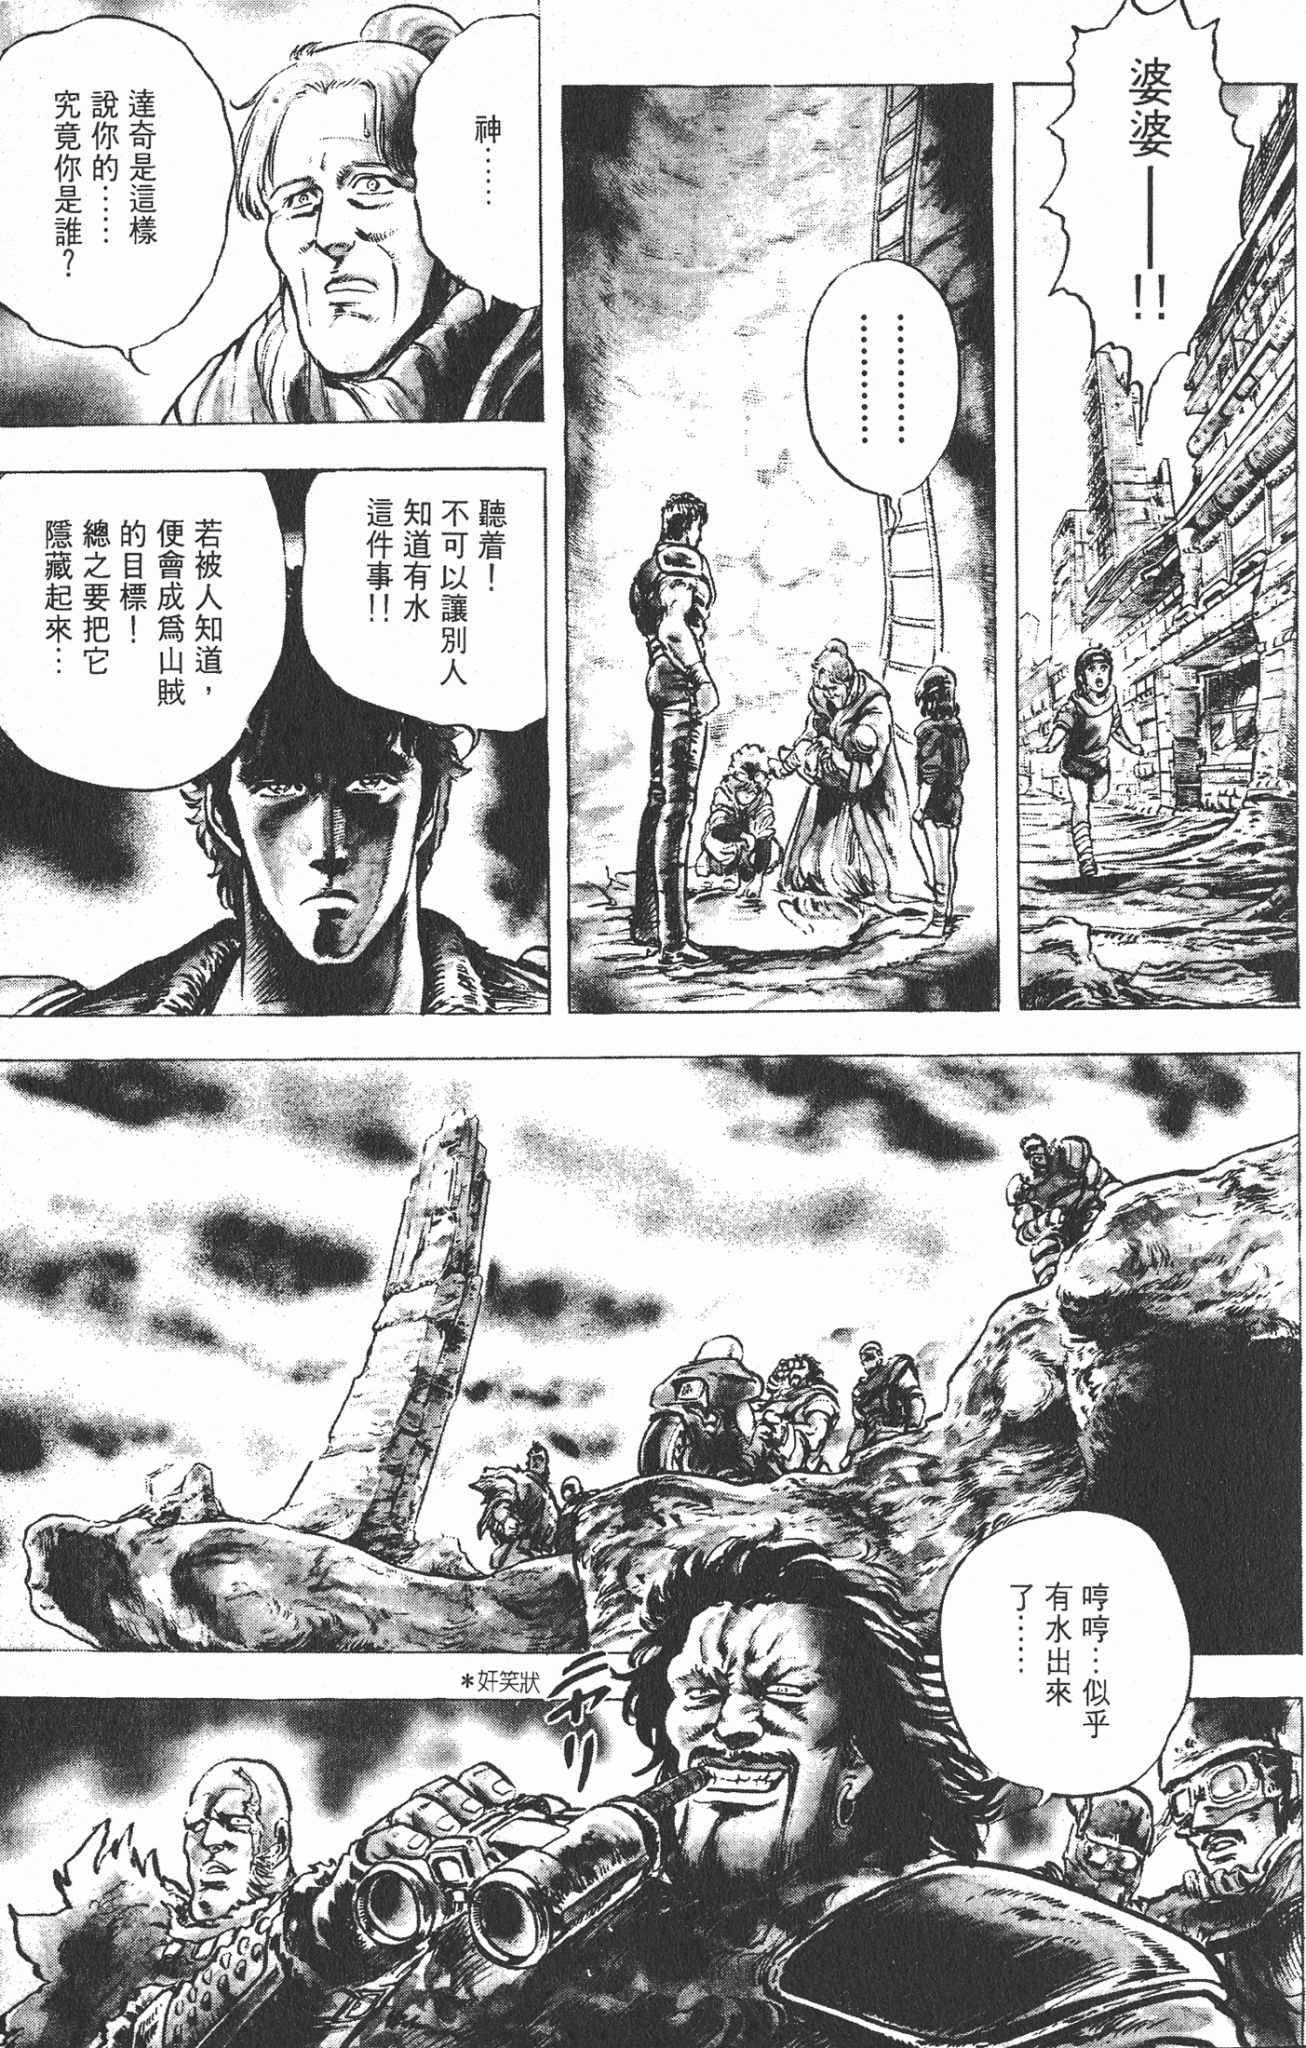 婆婆——!!
…………
…………
神……
達奇是這樣
說你的……
究竟你是誰？
聽着！
不可以讓別人
知道有水
這件事!!
若被人知道，
便會成爲山賊
的目標！
總之要把它
隱藏起來…
哼哼…似乎
有水出來
了……
ニヤリ
＊奸笑狀